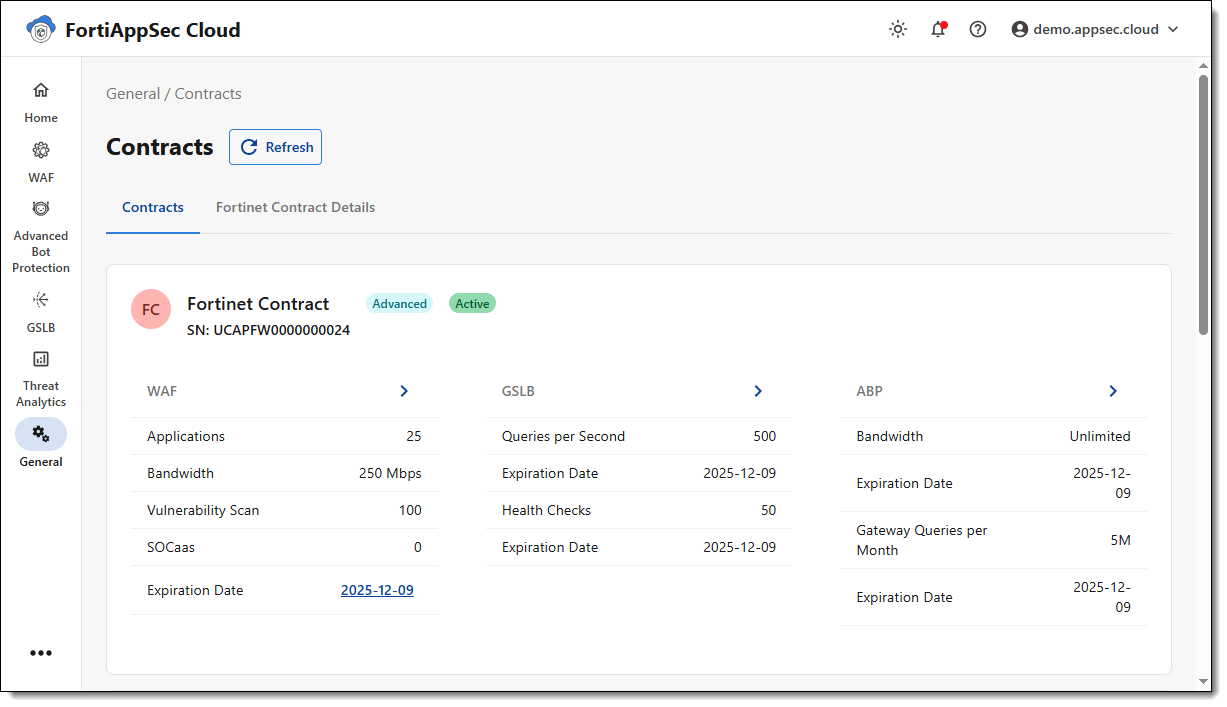 FortiAppSec Cloud
demo.appsec.cloud
Home
WAF
Advanced
Bot
Protection
GSLB
Threat
Analytics
General
General / Contracts
Contracts
Refresh
Contracts
Fortinet Contract Details
FC
Fortinet Contract
Advanced
Active
SN: UCAPFW0000000024
WAF
Applications 25
Bandwidth 250 Mbps
Vulnerability Scan 100
SOCaas 0
Expiration Date 2025-12-09
GSLB
Queries per Second 500
Expiration Date 2025-12-09
Health Checks 50
Expiration Date 2025-12-09
ABP
Bandwidth Unlimited
Expiration Date 2025-12-
09
Gateway Queries per
Month 5M
Expiration Date 2025-12-
09